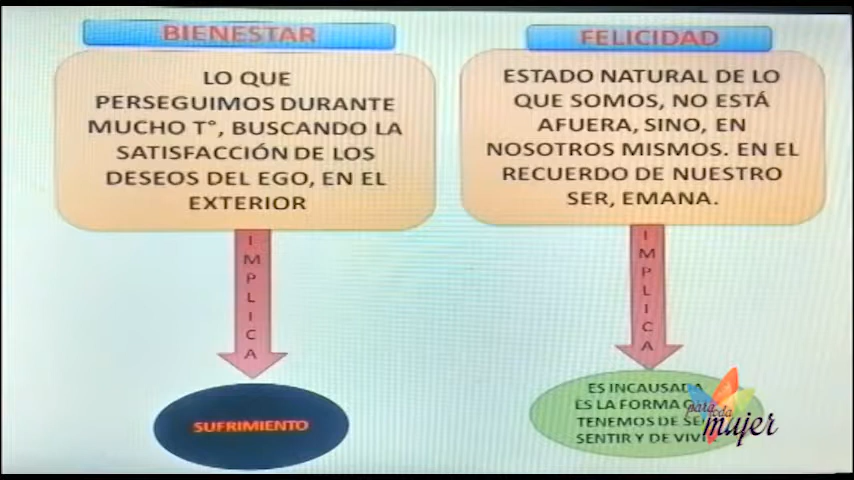 BIENESTAR
LO QUE
PERSEGUIMOS DURANTE
MUCHO T°, BUSCANDO LA
SATISFACCIÓN DE LOS
DESEOS DEL EGO, EN EL
EXTERIOR
IMPLICA
SUFRIMIENTO
FELICIDAD
ESTADO NATURAL DE LO
QUE SOMOS, NO ESTÁ
AFUERA, SINO, EN
NOSOTROS MISMOS. EN EL
RECUERDO DE NUESTRO
SER, EMANA.
IMPLICA
ES INCAUSADA
ES LA FORMA
TENEMOS DE
SENTIR Y DE
para toda
mujer